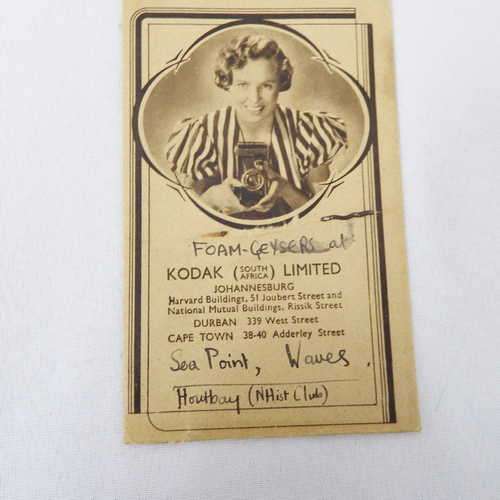 FOAM-GEYSERS at
KODAK (SOUTH AFRICA) LIMITED
JOHANNESBURG
Harvard Buildings, 51 Joubert Street and
National Mutual Buildings, Rissik Street
DURBAN 339 West Street
CAPE TOWN 38-40 Adderley Street
Sea Point, Waves.
Houtbay (NHist Club)